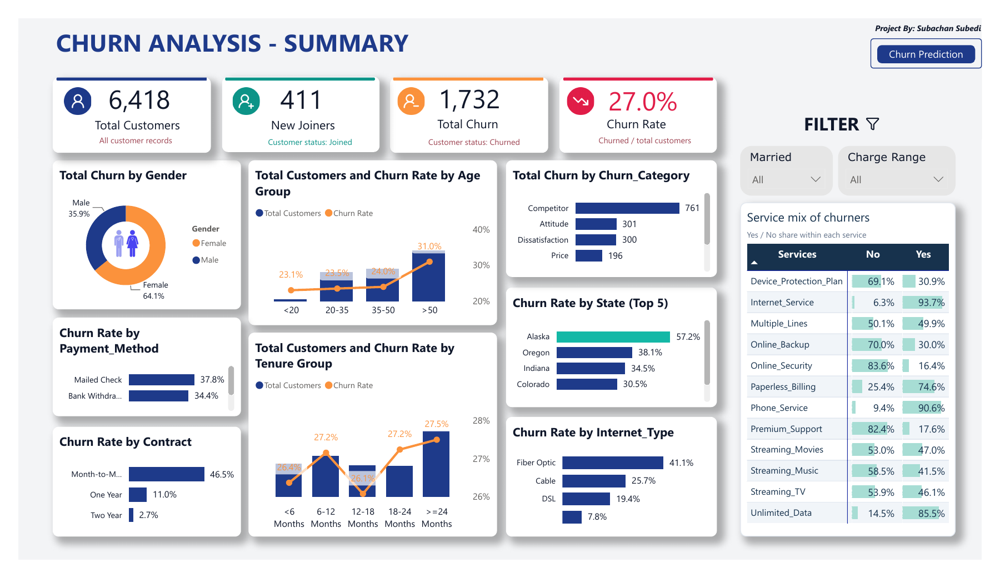 Project By: Subachan Subedi
CHURN ANALYSIS - SUMMARY
Churn Prediction
6,418
Total Customers
All customer records
411
New Joiners
Customer status: Joined
1,732
Total Churn
Customer status: Churned
27.0%
Churn Rate
Churned / total customers
FILTER
Married
All
Charge Range
All
Total Churn by Gender
Male
35.9%
Gender
Female
Male
Female
64.1%
Churn Rate by
Payment_Method
Mailed Check 37.8%
Bank Withdra... 34.4%
Churn Rate by Contract
Month-to-M... 46.5%
One Year 11.0%
Two Year 2.7%
Total Customers and Churn Rate by Age
Group
Total Customers Churn Rate
40%
30%
20%
23.1% 23.5% 24.0% 31.0%
<20 20-35 35-50 >50
Total Customers and Churn Rate by
Tenure Group
Total Customers Churn Rate
28%
27%
26%
26.4% 27.2% 26.1% 27.2% 27.5%
<6 6-12 12-18 18-24 >=24
Months Months Months Months Months
Total Churn by Churn_Category
Competitor 761
Attitude 301
Dissatisfaction 300
Price 196
Churn Rate by State (Top 5)
Alaska 57.2%
Oregon 38.1%
Indiana 34.5%
Colorado 30.5%
Churn Rate by Internet_Type
Fiber Optic 41.1%
Cable 25.7%
DSL 19.4%
7.8%
Service mix of churners
Yes / No share within each service
Services No Yes
Device_Protection_Plan 69.1% 30.9%
Internet_Service 6.3% 93.7%
Multiple_Lines 50.1% 49.9%
Online_Backup 70.0% 30.0%
Online_Security 83.6% 16.4%
Paperless_Billing 25.4% 74.6%
Phone_Service 9.4% 90.6%
Premium_Support 82.4% 17.6%
Streaming_Movies 53.0% 47.0%
Streaming_Music 58.5% 41.5%
Streaming_TV 53.9% 46.1%
Unlimited_Data 14.5% 85.5%